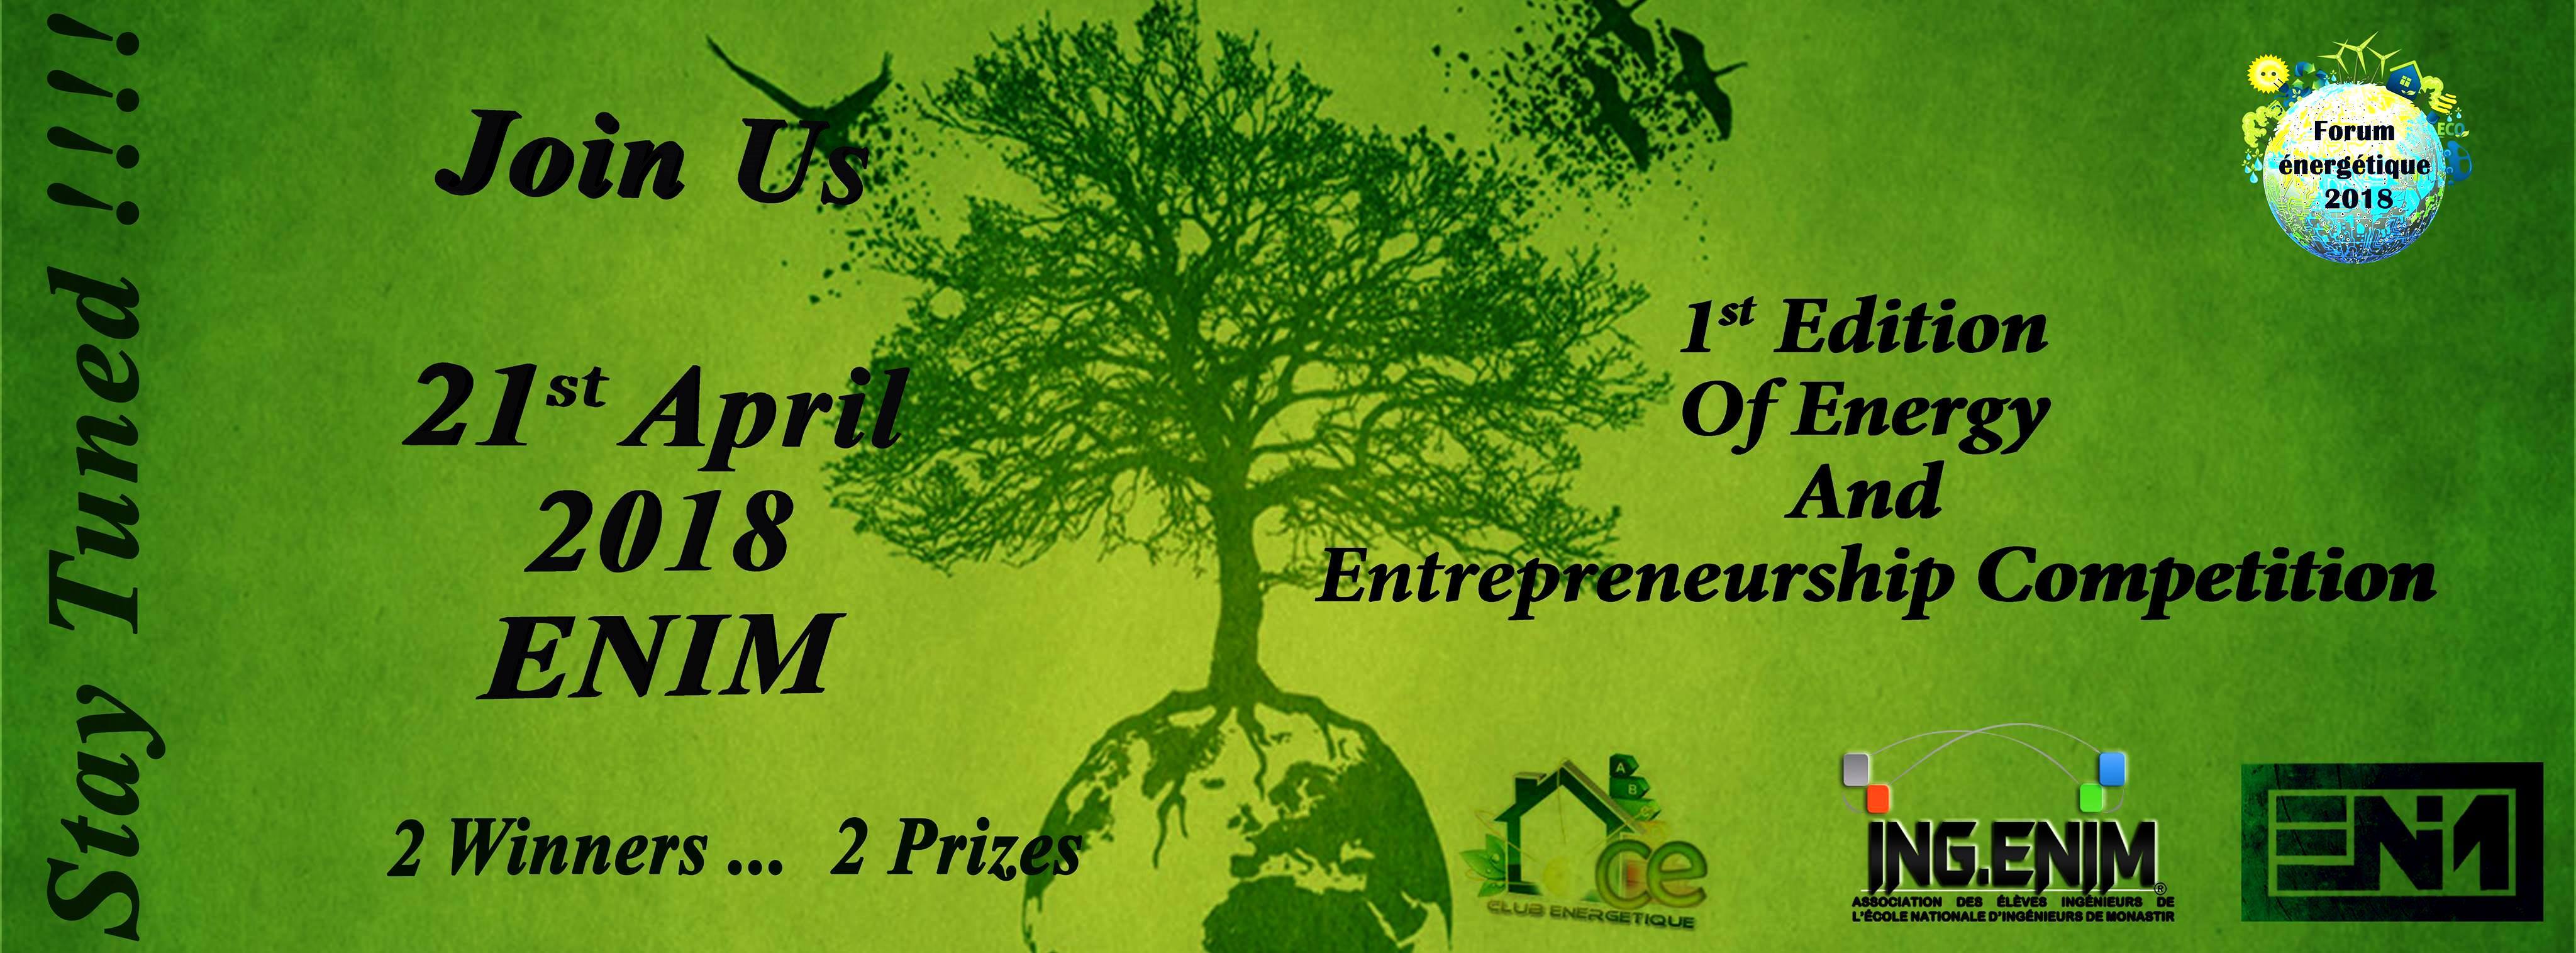 Stay Tuned !!!!!
Join Us
21st April
2018
ENIM
2 Winners ... 2 Prizes
Forum
énergétique
2018
ECO
1st Edition
Of Energy
And
Entrepreneurship Competition
A
B
ce
CLUB ENERGETIQUE
ING.ENIM®
ASSOCIATION DES ÉLÈVES INGÉNIEURS DE
L'ÉCOLE NATIONALE D'INGÉNIEURS DE MONASTIR
ENIM